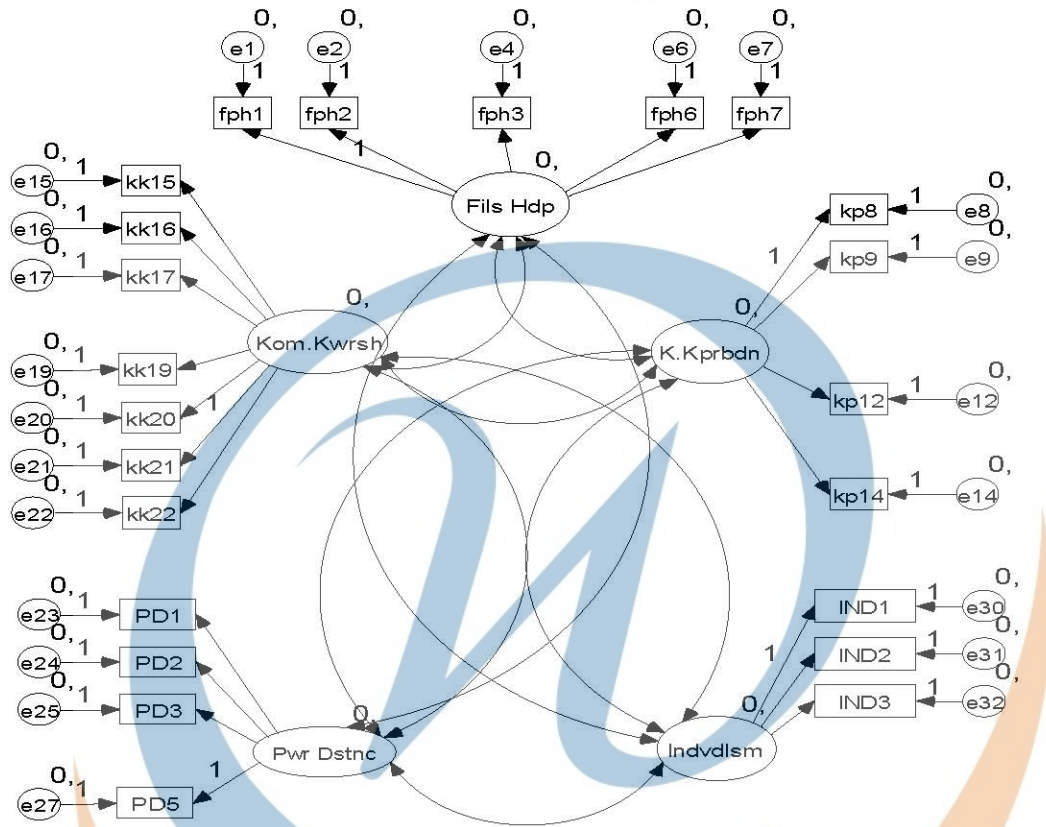 0, 0, 0, 0, 0,
e1 e2 e4 e6 e7
1 1 1 1 1
fph1 fph2 fph3 fph6 fph7
1
0,
Fils Hdp
0, 1
e15 kk15
0, 1
e16 kk16
0, 1
e17 kk17
0,
Kom.Kwrsh
0, 1
e19 kk19
0, 1 1
e20 kk20
0, 1
e21 kk21
0, 1
e22 kk22
0,
kp8 1 e8
0,
1 kp9 1 e9
0,
K.Kprbdn
0,
kp12 1 e12
0,
kp14 1 e14
0, 1
e23 PD1
0, 1
e24 PD2
0, 1
e25 PD3
0,
Pwr Dstnc
1
0, 1
e27 PD5
0,
IND1 1 e30
0,
1 IND2 1 e31
0,
IND3 1 e32
0,
Indvdlsm